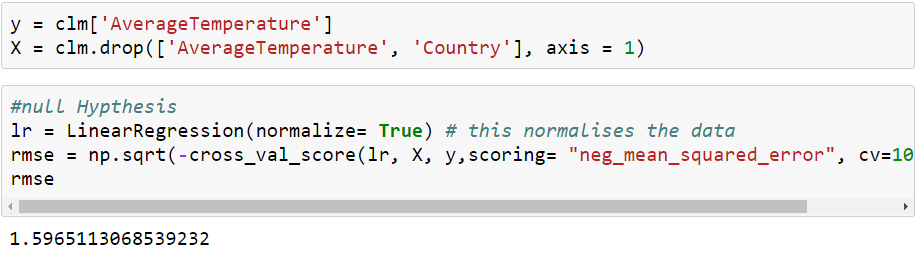 y = clm['AverageTemperature']
X = clm.drop(['AverageTemperature', 'Country'], axis = 1)
#null Hypthesis
lr = LinearRegression(normalize= True) # this normalises the data
rmse = np.sqrt(-cross_val_score(lr, X, y,scoring= "neg_mean_squared_error", cv=10
rmse
1.5965113068539232